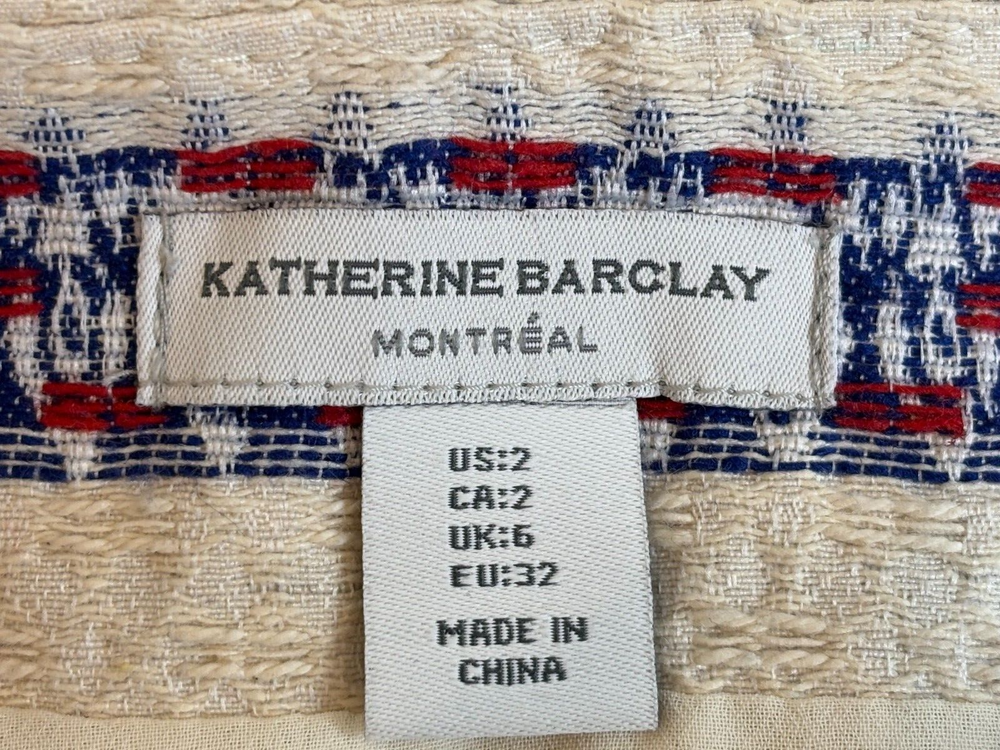 KATHERINE BARCLAY
MONTRÉAL
US:2
CA:2
UK:6
EU:32
MADE IN
CHINA